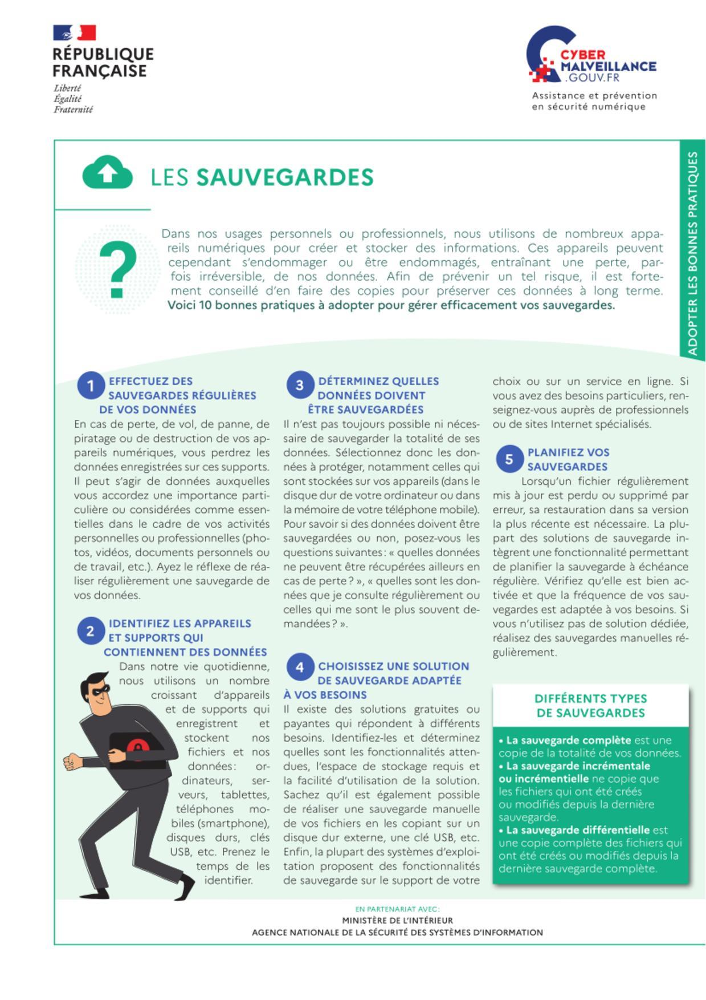 RÉPUBLIQUE
FRANÇAISE
Liberté
Égalité
Fraternité
CYBER
MALVEILLANCE
.GOUV.FR
Assistance et prévention
en sécurité numérique
LES SAUVEGARDES
ADOPTER LES BONNES PRATIQUES
?
Dans nos usages personnels ou professionnels, nous utilisons de nombreux appa-
reils numériques pour créer et stocker des informations. Ces appareils peuvent
cependant s'endommager ou être endommagés, entraînant une perte, par-
fois irréversible, de nos données. Afin de prévenir un tel risque, il est forte-
ment conseillé d'en faire des copies pour préserver ces données à long terme.
Voici 10 bonnes pratiques à adopter pour gérer efficacement vos sauvegardes.
1 EFFECTUEZ DES
SAUVEGARDES RÉGULIÈRES
DE VOS DONNÉES
En cas de perte, de vol, de panne, de
piratage ou de destruction de vos ap-
pareils numériques, vous perdrez les
données enregistrées sur ces supports.
Il peut s'agir de données auxquelles
vous accordez une importance parti-
culière ou considérées comme essen-
tielles dans le cadre de vos activités
personnelles ou professionnelles (pho-
tos, vidéos, documents personnels ou
de travail, etc.). Ayez le réflexe de réa-
liser régulièrement une sauvegarde de
vos données.
2 IDENTIFIEZ LES APPAREILS
ET SUPPORTS QUI
CONTIENNENT DES DONNÉES
Dans notre vie quotidienne,
nous utilisons un nombre
croissant d'appareils
et de supports qui
enregistrent et
stockent nos
fichiers et nos
données : or-
dinateurs, ser-
veurs, tablettes,
téléphones mo-
biles (smartphone),
disques durs, clés
USB, etc. Prenez le
temps de les
identifier.
3 DÉTERMINEZ QUELLES
DONNÉES DOIVENT
ÊTRE SAUVEGARDÉES
Il n'est pas toujours possible ni néces-
saire de sauvegarder la totalité de ses
données. Sélectionnez donc les don-
nées à protéger, notamment celles qui
sont stockées sur vos appareils (dans le
disque dur de votre ordinateur ou dans
la mémoire de votre téléphone mobile).
Pour savoir si des données doivent être
sauvegardées ou non, posez-vous les
questions suivantes : « quelles données
ne peuvent être récupérées ailleurs en
cas de perte ? », « quelles sont les don-
nées que je consulte régulièrement ou
celles qui me sont le plus souvent de-
mandées ? ».
4 CHOISISSEZ UNE SOLUTION
DE SAUVEGARDE ADAPTÉE
À VOS BESOINS
Il existe des solutions gratuites ou
payantes qui répondent à différents
besoins. Identifiez-les et déterminez
quelles sont les fonctionnalités atten-
dues, l'espace de stockage requis et
la facilité d'utilisation de la solution.
Sachez qu'il est également possible
de réaliser une sauvegarde manuelle
de vos fichiers en les copiant sur un
disque dur externe, une clé USB, etc.
Enfin, la plupart des systèmes d'exploi-
tation proposent des fonctionnalités
de sauvegarde sur le support de votre
choix ou sur un service en ligne. Si
vous avez des besoins particuliers, ren-
seignez-vous auprès de professionnels
ou de sites Internet spécialisés.
5 PLANIFIEZ VOS
SAUVEGARDES
Lorsqu'un fichier régulièrement
mis à jour est perdu ou supprimé par
erreur, sa restauration dans sa version
la plus récente est nécessaire. La plu-
part des solutions de sauvegarde in-
tègrent une fonctionnalité permettant
de planifier la sauvegarde à échéance
régulière. Vérifiez qu'elle est bien ac-
tivée et que la fréquence de vos sau-
vegardes est adaptée à vos besoins. Si
vous n'utilisez pas de solution dédiée,
réalisez des sauvegardes manuelles ré-
gulièrement.
DIFFÉRENTS TYPES
DE SAUVEGARDES
• La sauvegarde complète est une
copie de la totalité de vos données.
• La sauvegarde incrémentale
ou incrémentielle ne copie que
les fichiers qui ont été créés
ou modifiés depuis la dernière
sauvegarde.
• La sauvegarde différentielle est
une copie complète des fichiers qui
ont été créés ou modifiés depuis la
dernière sauvegarde complète.
EN PARTENARIAT AVEC :
MINISTÈRE DE L'INTÉRIEUR
AGENCE NATIONALE DE LA SÉCURITÉ DES SYSTÈMES D'INFORMATION